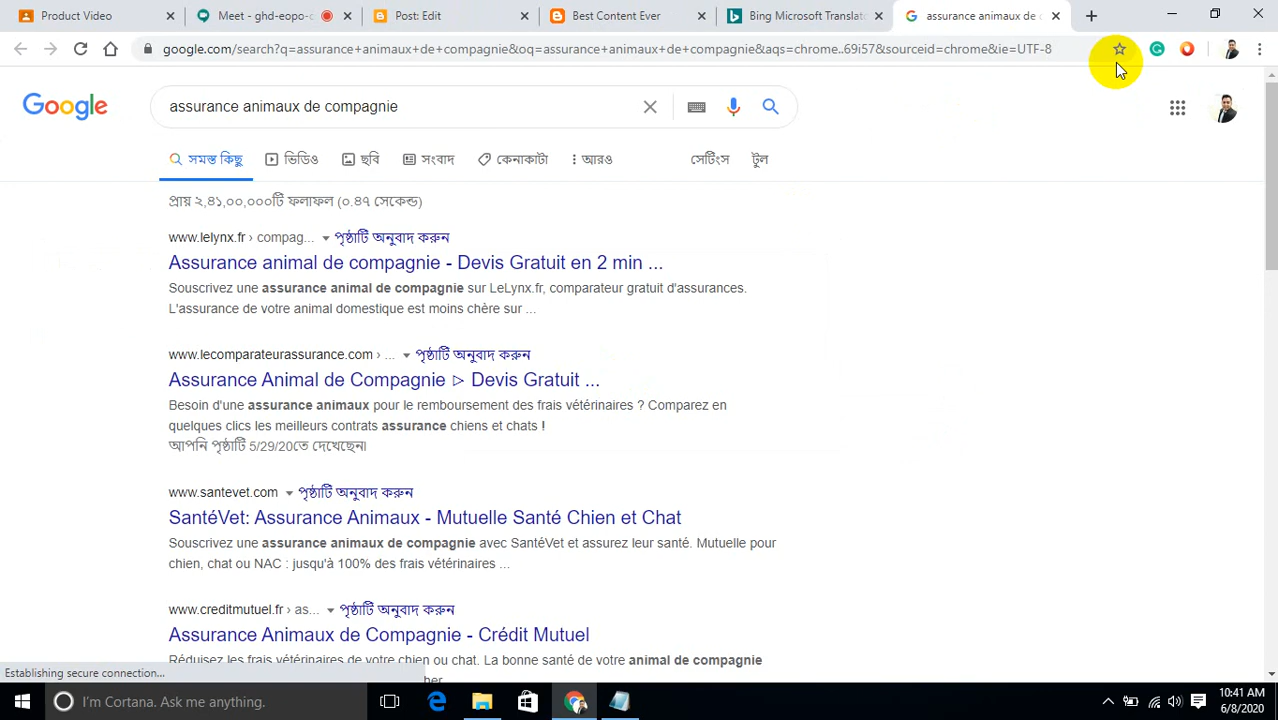 Product Video
Meet - ghd-eopo-c
Post: Edit
Best Content Ever
Bing Microsoft Translat
assurance animaux de co
google.com/search?q=assurance+animaux+de+compagnie&oq=assurance+animaux+de+compagnie&aqs=chrome..69i57&sourceid=chrome&ie=UTF-8
Google
assurance animaux de compagnie
সমস্ত কিছু
ভিডিও
ছবি
সংবাদ
কেনাকাটা
আরও
সেটিংস
টুল
প্রায় ২,৪১,০০,০০০টি ফলাফল (০.৪৭ সেকেন্ড)
www.lelynx.fr › compag... পৃষ্ঠাটি অনুবাদ করুন
Assurance animal de compagnie - Devis Gratuit en 2 min ...
Souscrivez une assurance animal de compagnie sur LeLynx.fr, comparateur gratuit d'assurances.
L'assurance de votre animal domestique est moins chère sur ...
www.lecomparateurassurance.com › ... পৃষ্ঠাটি অনুবাদ করুন
Assurance Animal de Compagnie ▷ Devis Gratuit ...
Besoin d'une assurance animaux pour le remboursement des frais vétérinaires ? Comparez en
quelques clics les meilleurs contrats assurance chiens et chats !
আপনি পৃষ্ঠাটি 5/29/20তে দেখেছেন৷
www.santevet.com পৃষ্ঠাটি অনুবাদ করুন
SantéVet: Assurance Animaux - Mutuelle Santé Chien et Chat
Souscrivez une assurance animaux de compagnie avec SantéVet et assurez leur santé. Mutuelle pour
chien, chat ou NAC : jusqu'à 100% des frais vétérinaires ...
www.creditmutuel.fr › as... পৃষ্ঠাটি অনুবাদ করুন
Assurance Animaux de Compagnie - Crédit Mutuel
Réduisez les frais vétérinaires de votre chien ou chat. La bonne santé de votre animal de compagnie
Establishing secure connection...
I'm Cortana. Ask me anything.
10:41 AM
6/8/2020